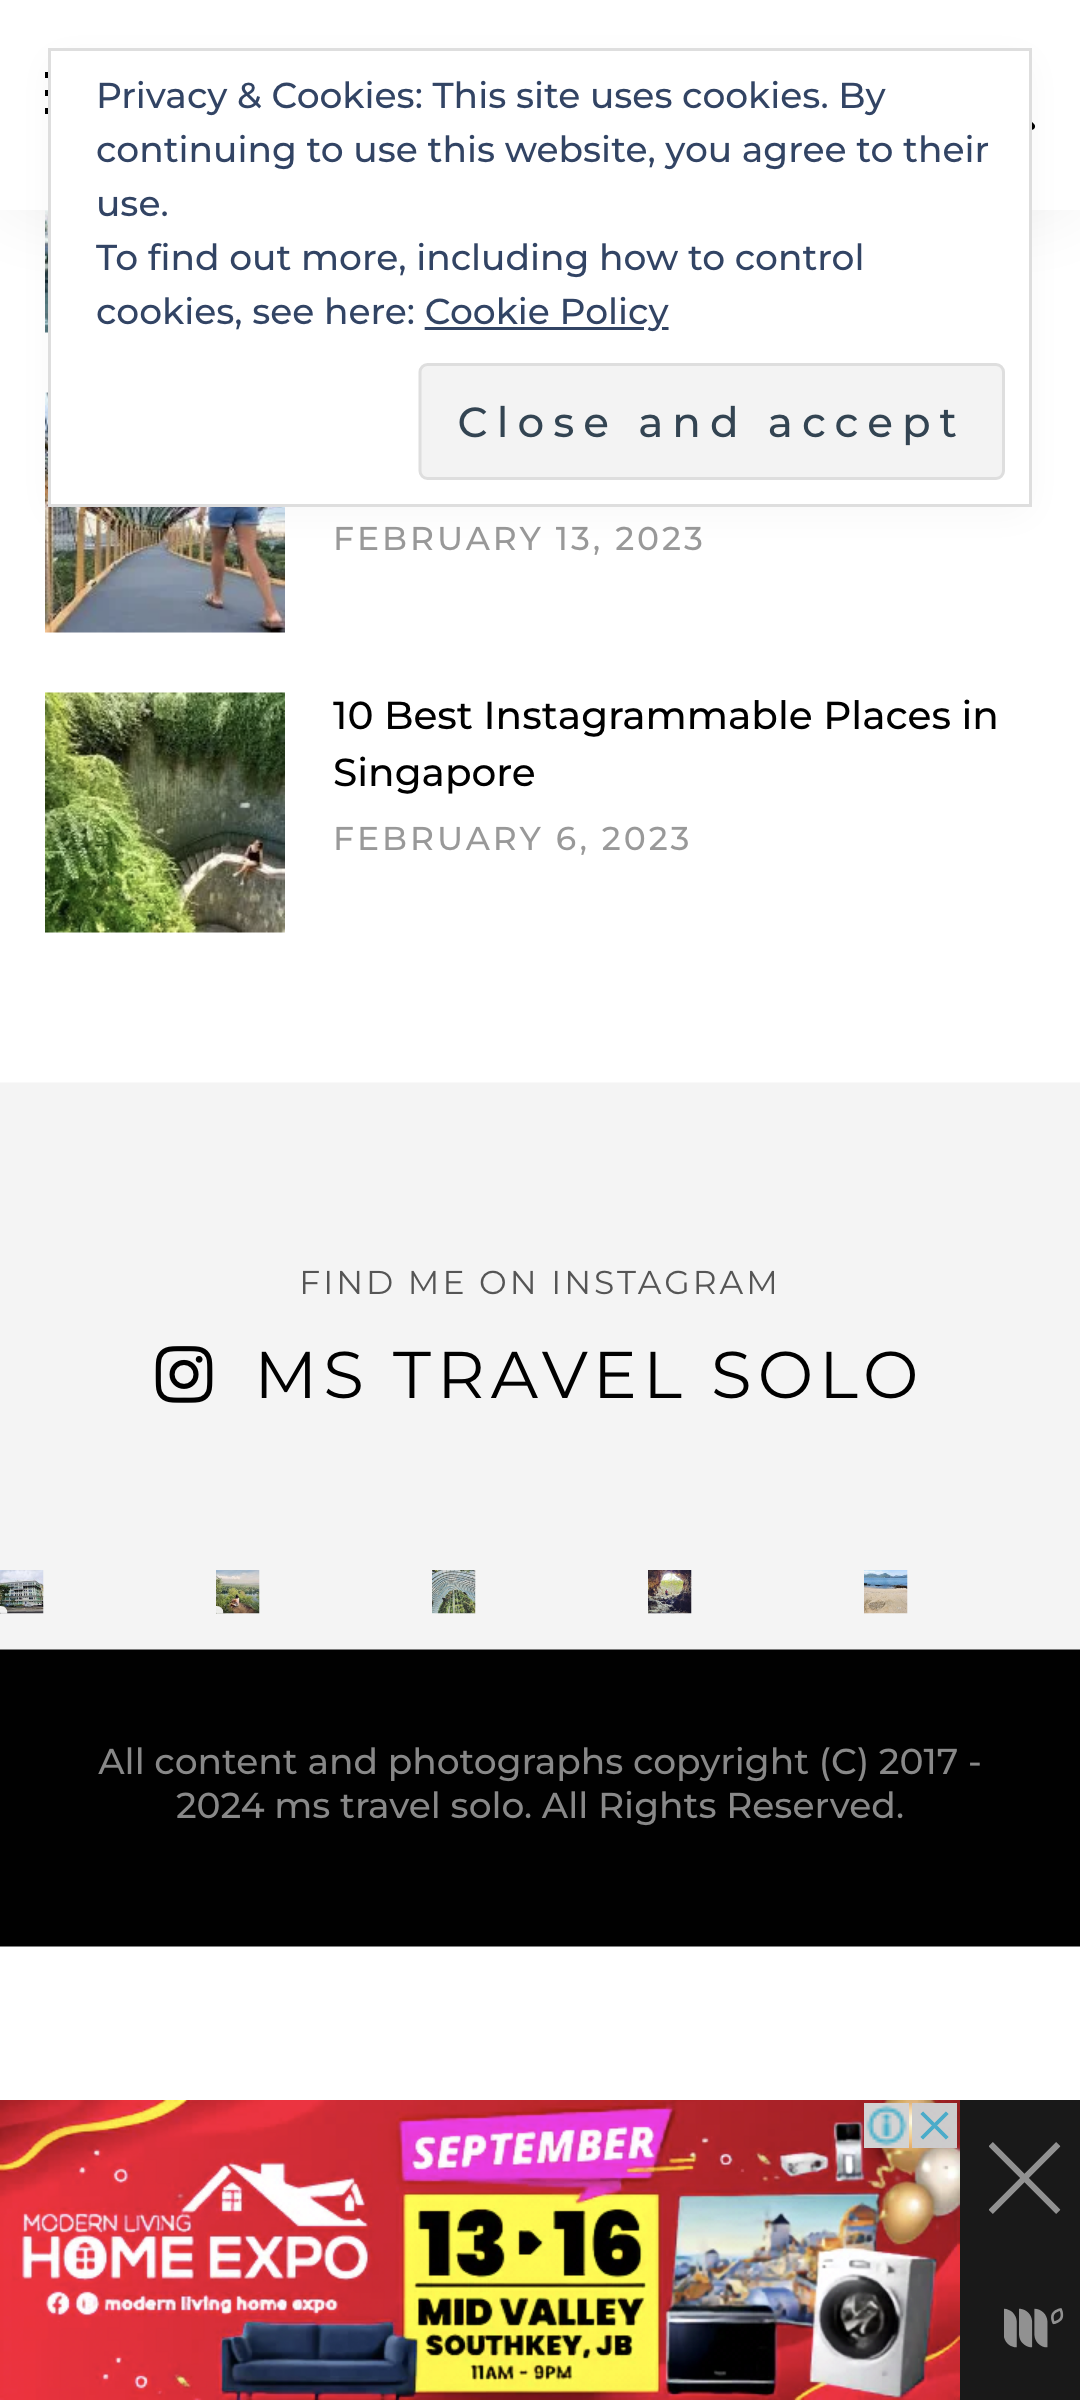 Privacy & Cookies: This site uses cookies. By
continuing to use this website, you agree to their
use.
To find out more, including how to control
cookies, see here: Cookie Policy
Close and accept
FEBRUARY 13, 2023
10 Best Instagrammable Places in
Singapore
FEBRUARY 6, 2023
FIND ME ON INSTAGRAM
MS TRAVEL SOLO
All content and photographs copyright (C) 2017 -
2024 ms travel solo. All Rights Reserved.
MODERN LIVING
HOME EXPO
modern living home expo
SEPTEMBER
13 ▸ 16
MID VALLEY
SOUTHKEY, JB
11AM - 9PM